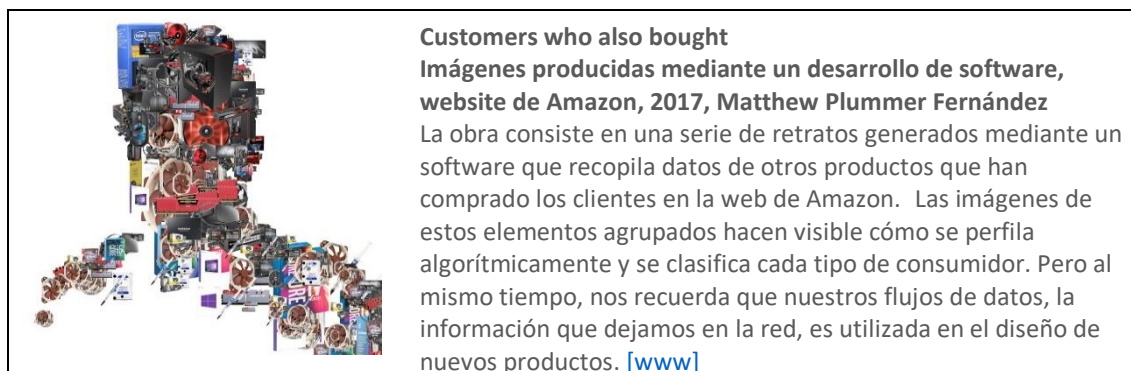 Customers who also bought
Imágenes producidas mediante un desarrollo de software,
website de Amazon, 2017, Matthew Plummer Fernández
La obra consiste en una serie de retratos generados mediante un
software que recopila datos de otros productos que han
comprado los clientes en la web de Amazon.  Las imágenes de
estos elementos agrupados hacen visible cómo se perfila
algorítmicamente y se clasifica cada tipo de consumidor. Pero al
mismo tiempo, nos recuerda que nuestros flujos de datos, la
información que dejamos en la red, es utilizada en el diseño de
nuevos productos. [www]